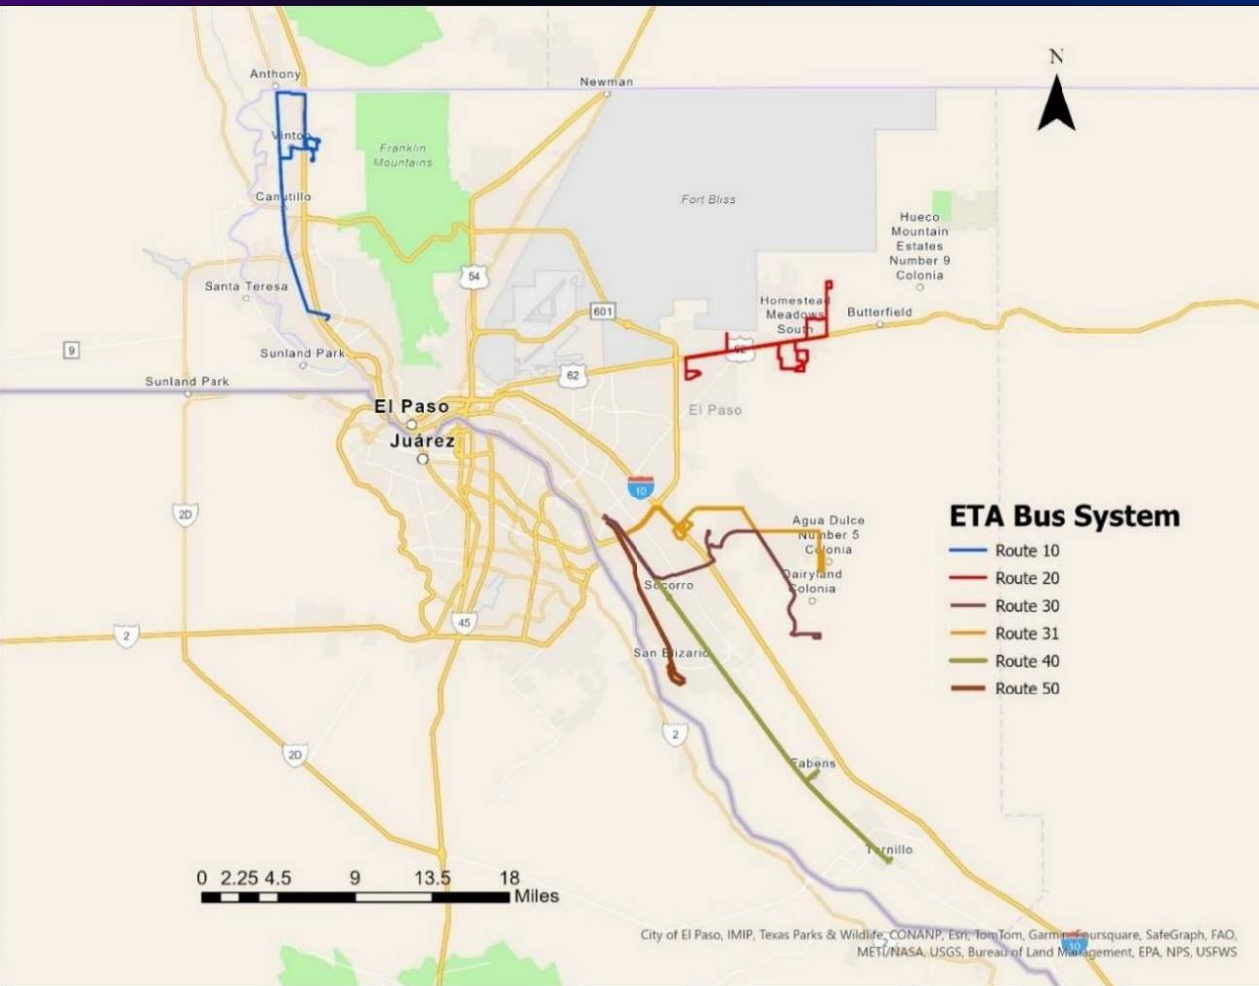 N
Anthony
Newman
Vinton
Franklin
Mountains
Canutillo
Fort Bliss
Hueco
Mountain
Estates
Number 9
Colonia
54
Santa Teresa
601
Homestead
Meadows
South
Butterfield
9
Sunland Park
62
62
Sunland Park
El Paso
El Paso
Juárez
10
2D
Agua Dulce
Number 5
Colonia
Dairyland
Colonia
Socorro
45
2
San Elizario
2
2D
Fabens
Tornillo
ETA Bus System
Route 10
Route 20
Route 30
Route 31
Route 40
Route 50
0 2.25 4.5 9 13.5 18
Miles
10
2
City of El Paso, IMIP, Texas Parks & Wildlife, CONANP, Esri, TomTom, Garmin, Foursquare, SafeGraph, FAO,
METI/NASA, USGS, Bureau of Land Management, EPA, NPS, USFWS